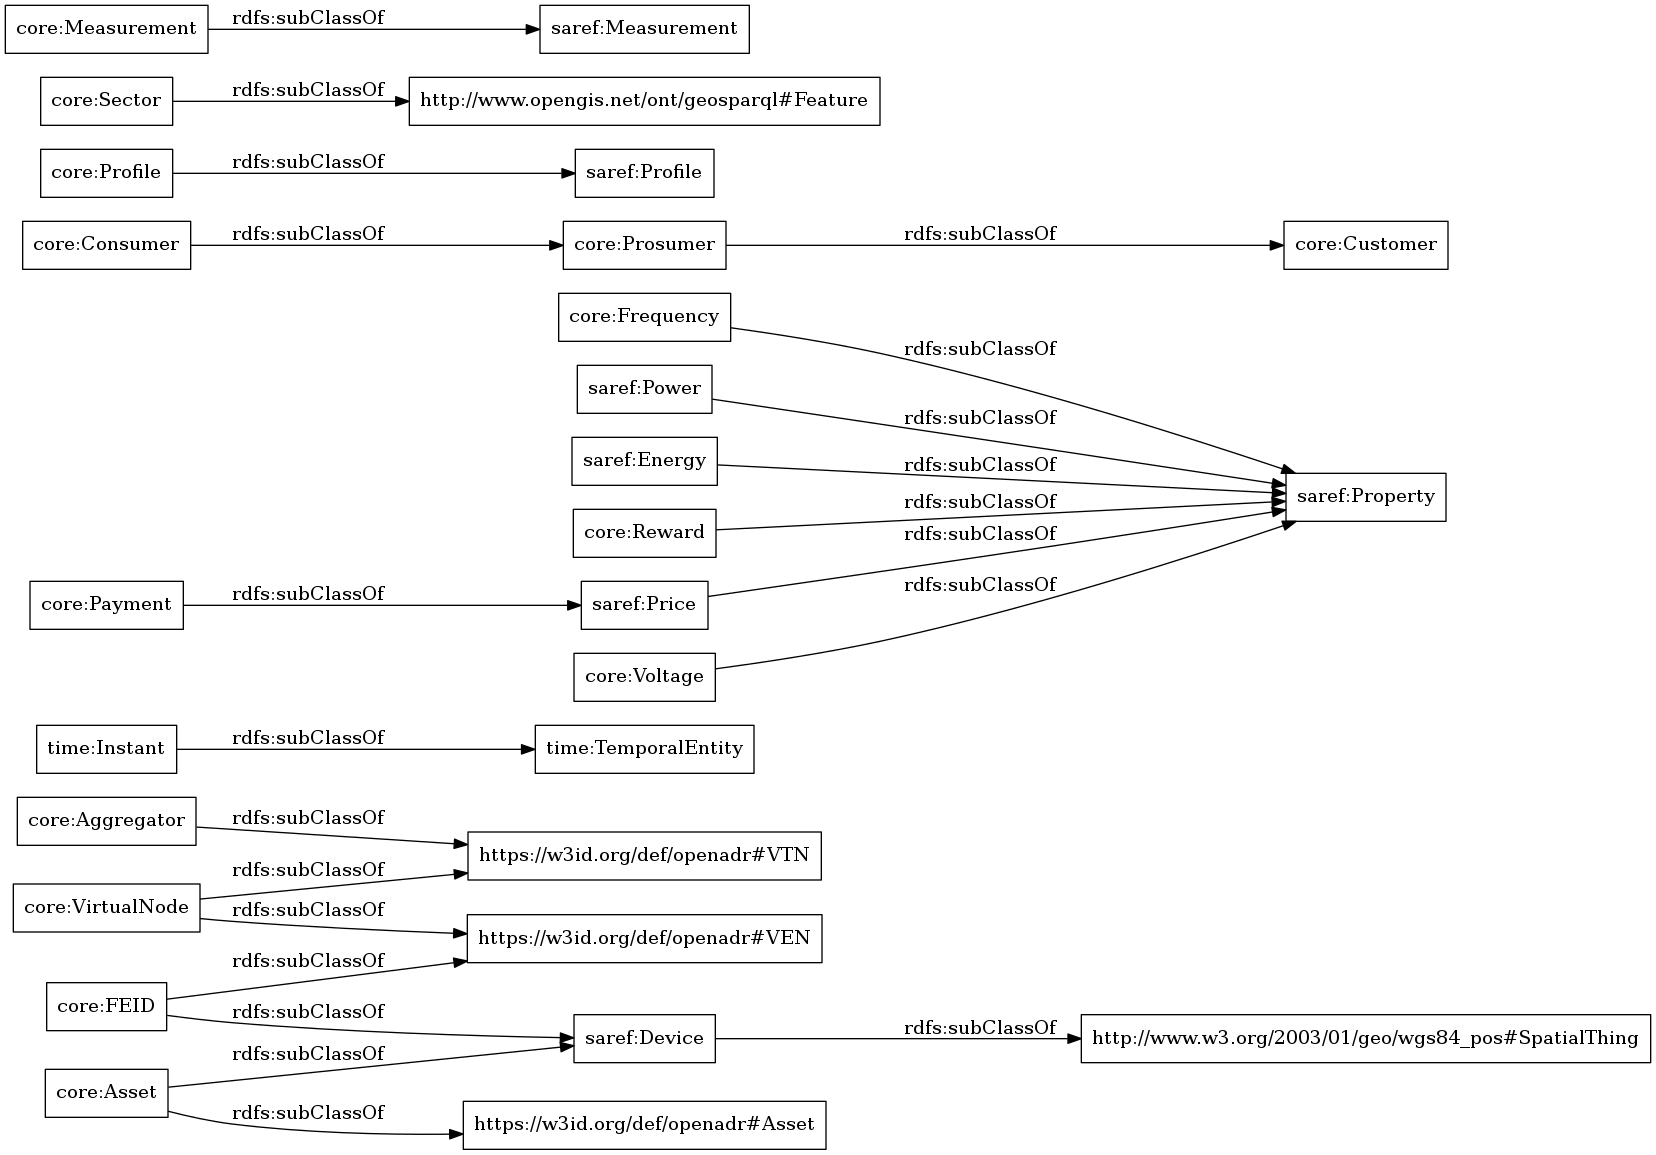 core:Measurement rdfs:subClassOf saref:Measurement
core:Sector rdfs:subClassOf http://www.opengis.net/ont/geosparql#Feature
core:Profile rdfs:subClassOf saref:Profile
core:Consumer rdfs:subClassOf core:Prosumer rdfs:subClassOf core:Customer
core:Frequency
rdfs:subClassOf
saref:Power
rdfs:subClassOf
saref:Energy rdfs:subClassOf
saref:Property
core:Reward rdfs:subClassOf
rdfs:subClassOf
core:Payment rdfs:subClassOf saref:Price
rdfs:subClassOf
core:Voltage
time:Instant rdfs:subClassOf time:TemporalEntity
core:Aggregator rdfs:subClassOf
https://w3id.org/def/openadr#VTN
rdfs:subClassOf
core:VirtualNode rdfs:subClassOf
https://w3id.org/def/openadr#VEN
rdfs:subClassOf
core:FEID rdfs:subClassOf
saref:Device rdfs:subClassOf http://www.w3.org/2003/01/geo/wgs84_pos#SpatialThing
rdfs:subClassOf
core:Asset
rdfs:subClassOf https://w3id.org/def/openadr#Asset